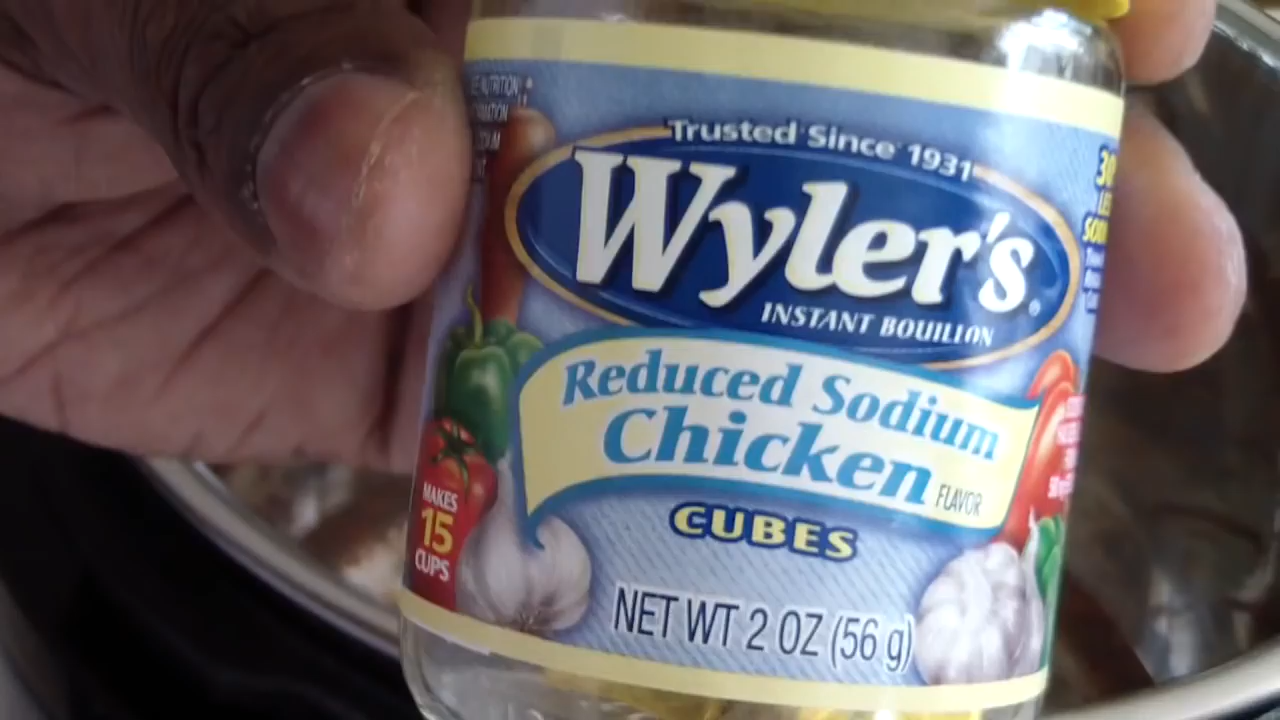 Trusted Since 1931
Wyler's
INSTANT BOUILLON
Reduced Sodium
Chicken FLAVOR
CUBES
MAKES
15
CUPS
NET WT 2 OZ (56 g)
NUTRITION